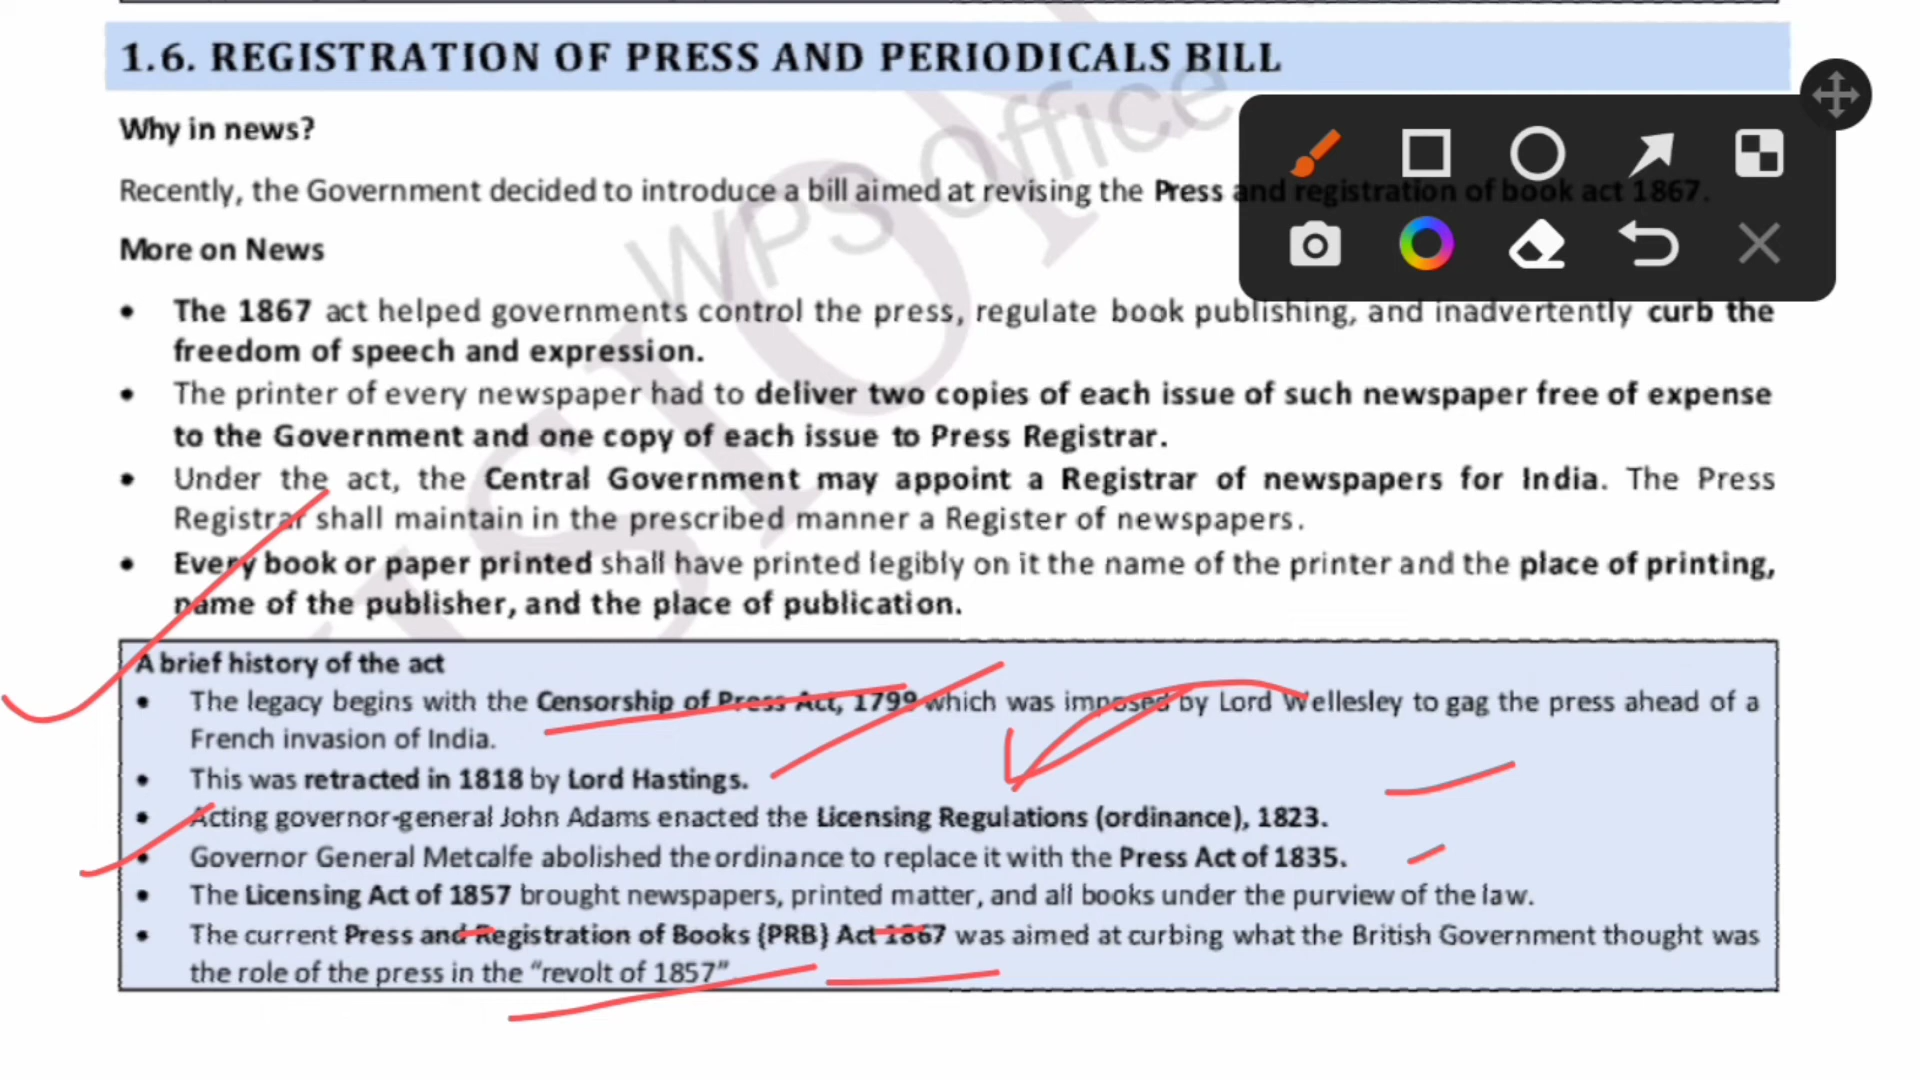 1.6. REGISTRATION OF PRESS AND PERIODICALS BILL
Why in news?
Recently, the Government decided to introduce a bill aimed at revising the Press and registration of book act 1867.
More on News
• The 1867 act helped governments control the press, regulate book publishing, and inadvertently curb the
freedom of speech and expression.
• The printer of every newspaper had to deliver two copies of each issue of such newspaper free of expense
to the Government and one copy of each issue to Press Registrar.
• Under the act, the Central Government may appoint a Registrar of newspapers for India. The Press
Registrar shall maintain in the prescribed manner a Register of newspapers.
• Every book or paper printed shall have printed legibly on it the name of the printer and the place of printing,
name of the publisher, and the place of publication.
A brief history of the act
• The legacy begins with the Censorship of Press Act, 1799 which was imposed by Lord Wellesley to gag the press ahead of a
French invasion of India.
• This was retracted in 1818 by Lord Hastings.
• Acting governor-general John Adams enacted the Licensing Regulations (ordinance), 1823.
• Governor General Metcalfe abolished the ordinance to replace it with the Press Act of 1835.
• The Licensing Act of 1857 brought newspapers, printed matter, and all books under the purview of the law.
• The current Press and Registration of Books (PRB) Act 1867 was aimed at curbing what the British Government thought was
the role of the press in the “revolt of 1857”.
WPS Office